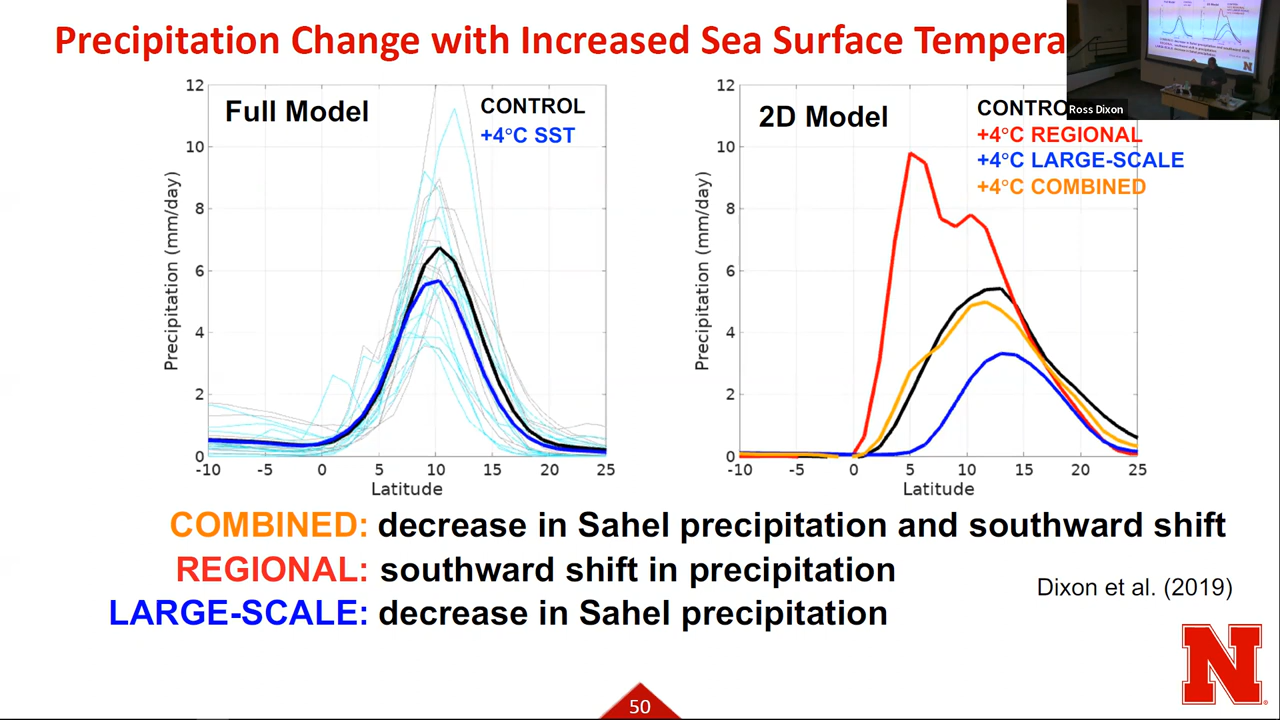 Precipitation Change with Increased Sea Surface Tempera
Ross Dixon
Full Model
CONTROL
+4°C SST
12
10
8
6
4
2
0
Precipitation (mm/day)
-10 -5 0 5 10 15 20 25
Latitude
2D Model
CONTRO
+4°C REGIONAL
+4°C LARGE-SCALE
+4°C COMBINED
12
10
8
6
4
2
0
Precipitation (mm/day)
-10 -5 0 5 10 15 20 25
Latitude
COMBINED: decrease in Sahel precipitation and southward shift
REGIONAL: southward shift in precipitation
LARGE-SCALE: decrease in Sahel precipitation
Dixon et al. (2019)
N
50